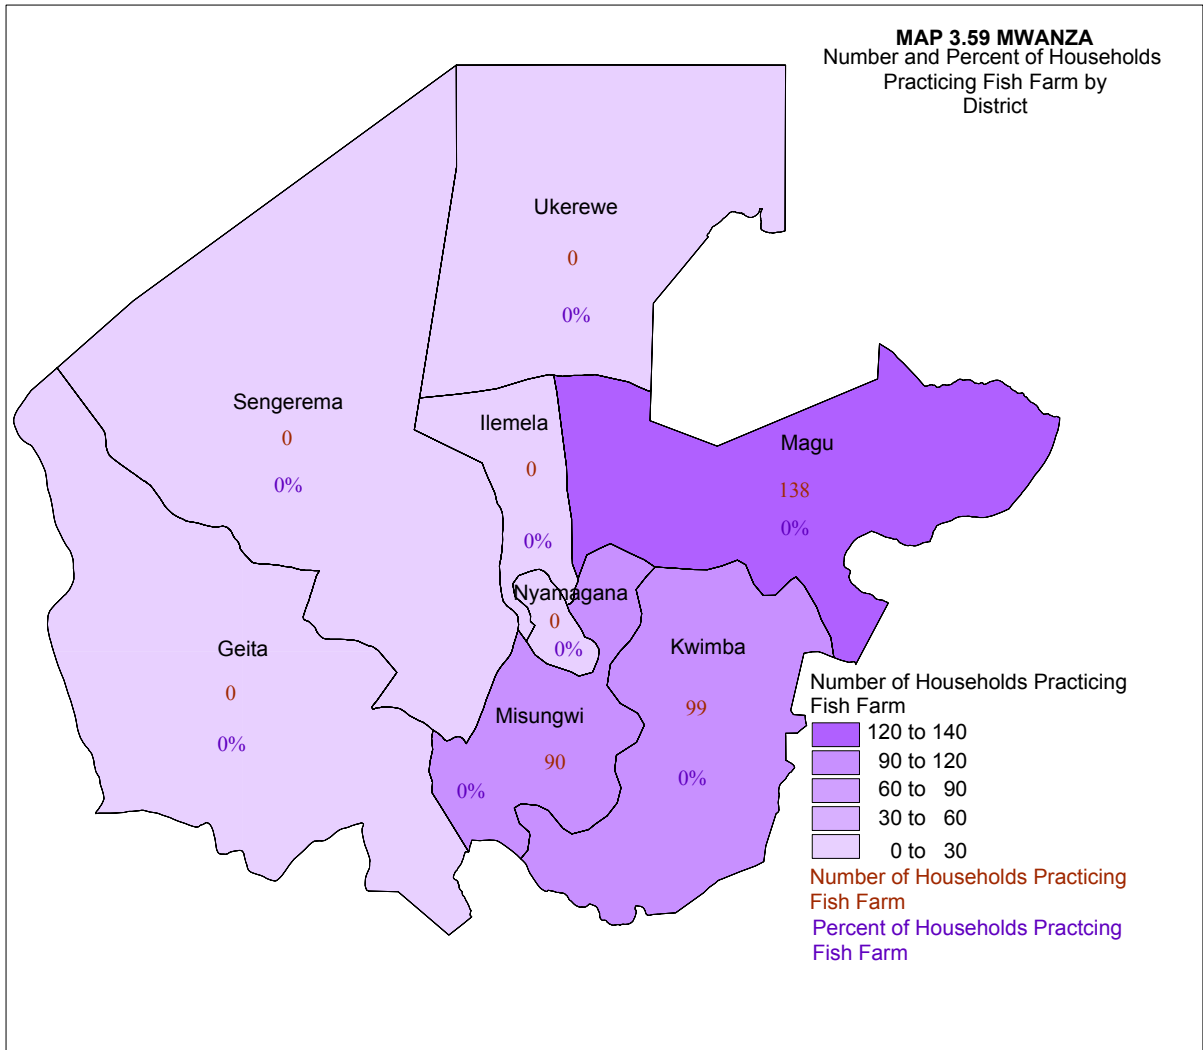 MAP 3.59 MWANZA
Number and Percent of Households
Practicing Fish Farm by
District
Ukerewe
0
0%
Sengerema
0
0%
Ilemela
0
0%
Magu
138
0%
Nyamagana
0
0%
Geita
0
0%
Kwimba
99
0%
Misungwi
90
0%
Number of Households Practicing
Fish Farm
120 to 140
90 to 120
60 to 90
30 to 60
0 to 30
Number of Households Practicing
Fish Farm
Percent of Households Practcing
Fish Farm